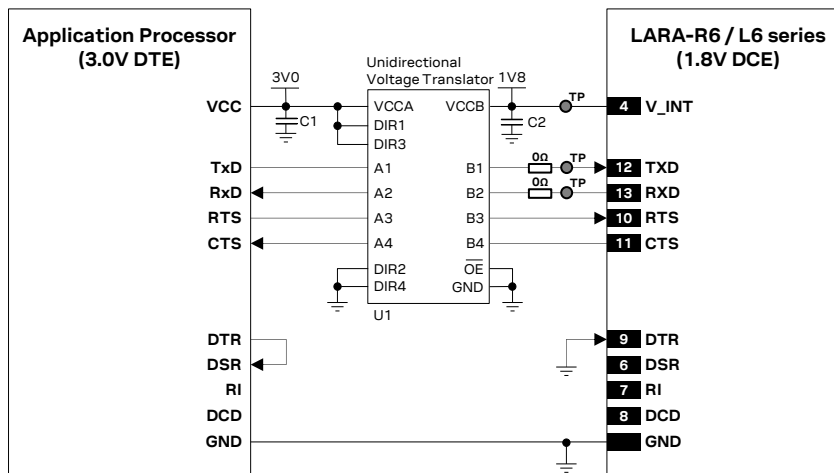 Application Processor
(3.0V DTE)
LARA-R6 / L6 series
(1.8V DCE)
Unidirectional
Voltage Translator
3V0
1V8
VCC
VCCA
VCCB
TP
4
V_INT
C1
DIR1
C2
DIR3
0Ω
TP
TxD
A1
B1
12
TXD
0Ω
TP
RxD
A2
B2
13
RXD
RTS
A3
B3
10
RTS
CTS
A4
B4
11
CTS
DIR2
OE
DIR4
GND
U1
DTR
9
DTR
DSR
6
DSR
RI
7
RI
DCD
8
DCD
GND
GND